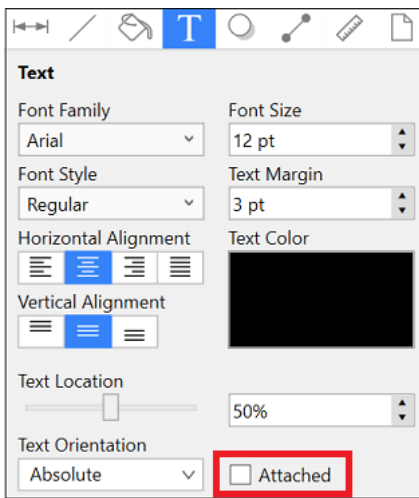 T
Text
Font Family Font Size
Arial 12 pt
Font Style Text Margin
Regular 3 pt
Horizontal Alignment Text Color
Vertical Alignment
Text Location
50%
Text Orientation
Absolute Attached